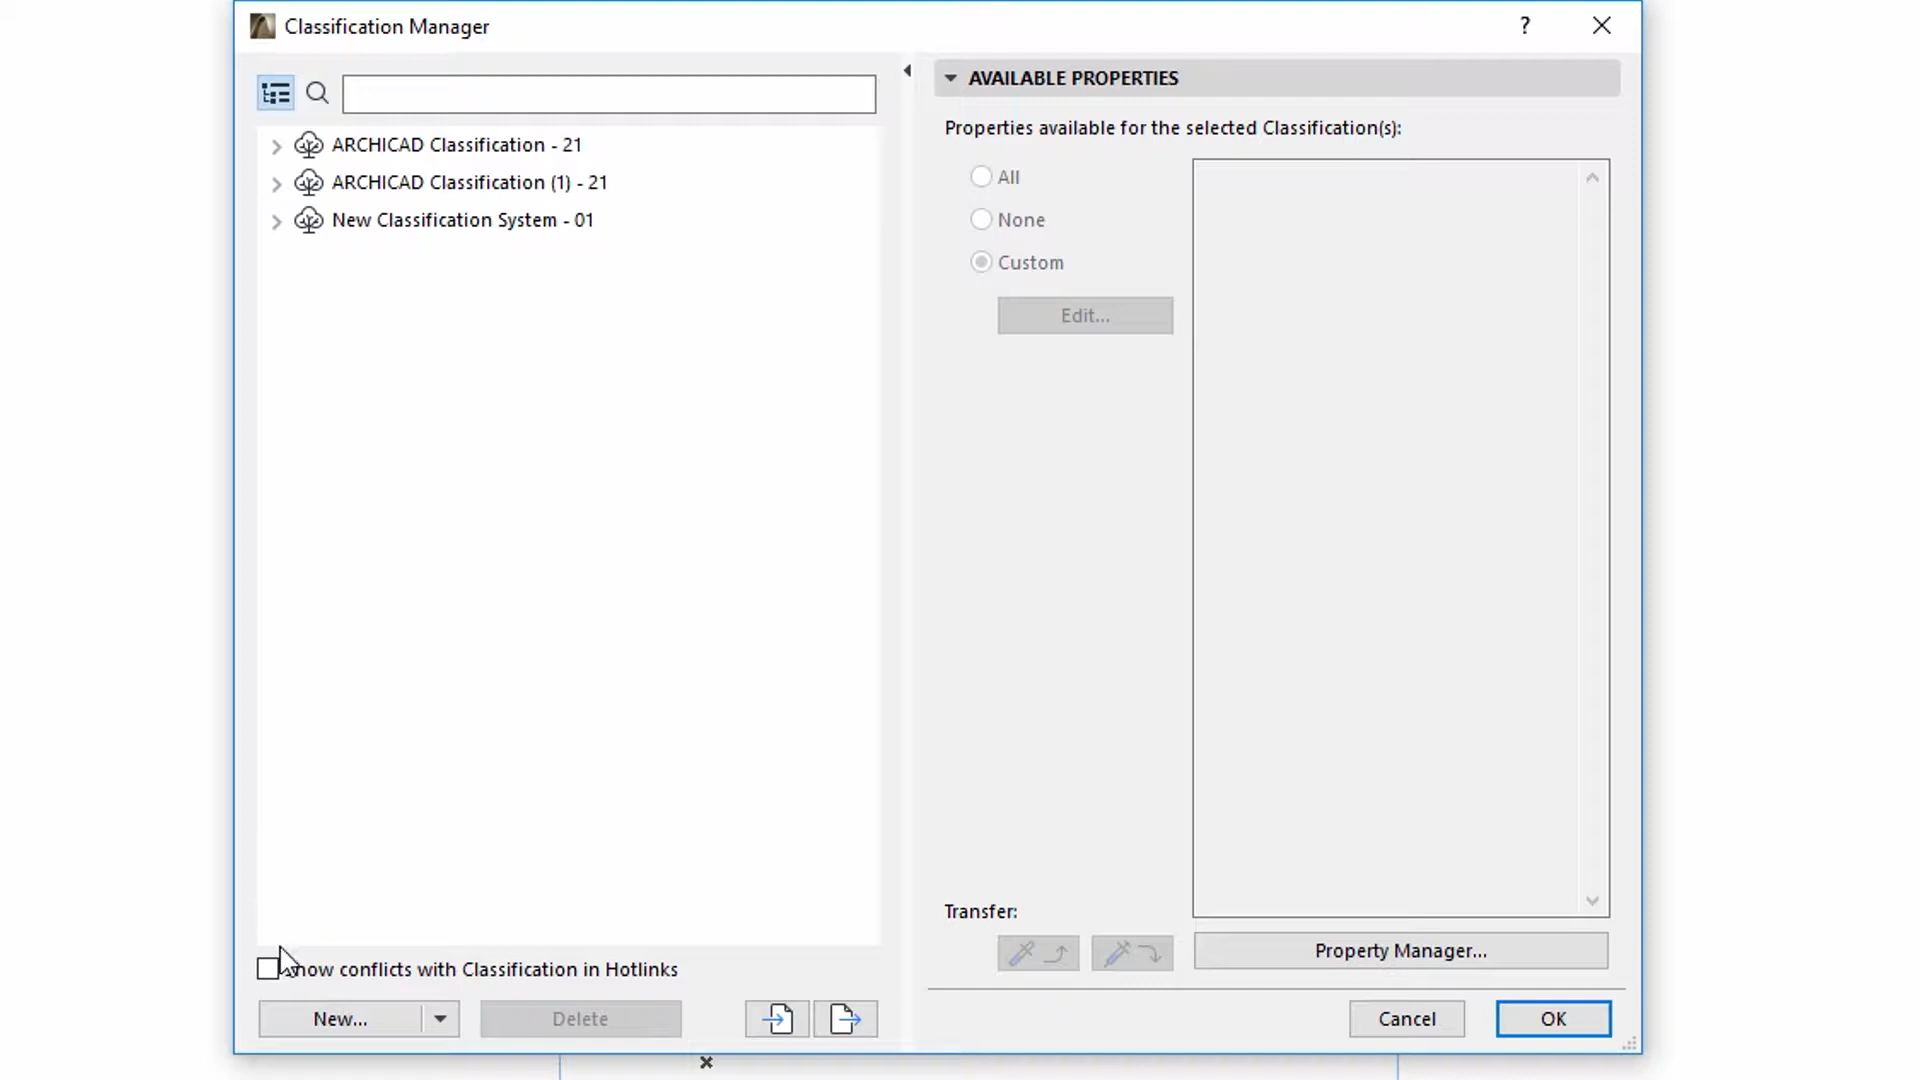 Classification Manager
?
AVAILABLE PROPERTIES
Properties available for the selected Classification(s):
ARCHICAD Classification - 21
ARCHICAD Classification (1) - 21
New Classification System - 01
All
None
Custom
Edit...
Transfer:
Property Manager...
how conflicts with Classification in Hotlinks
New...
Delete
Cancel
OK